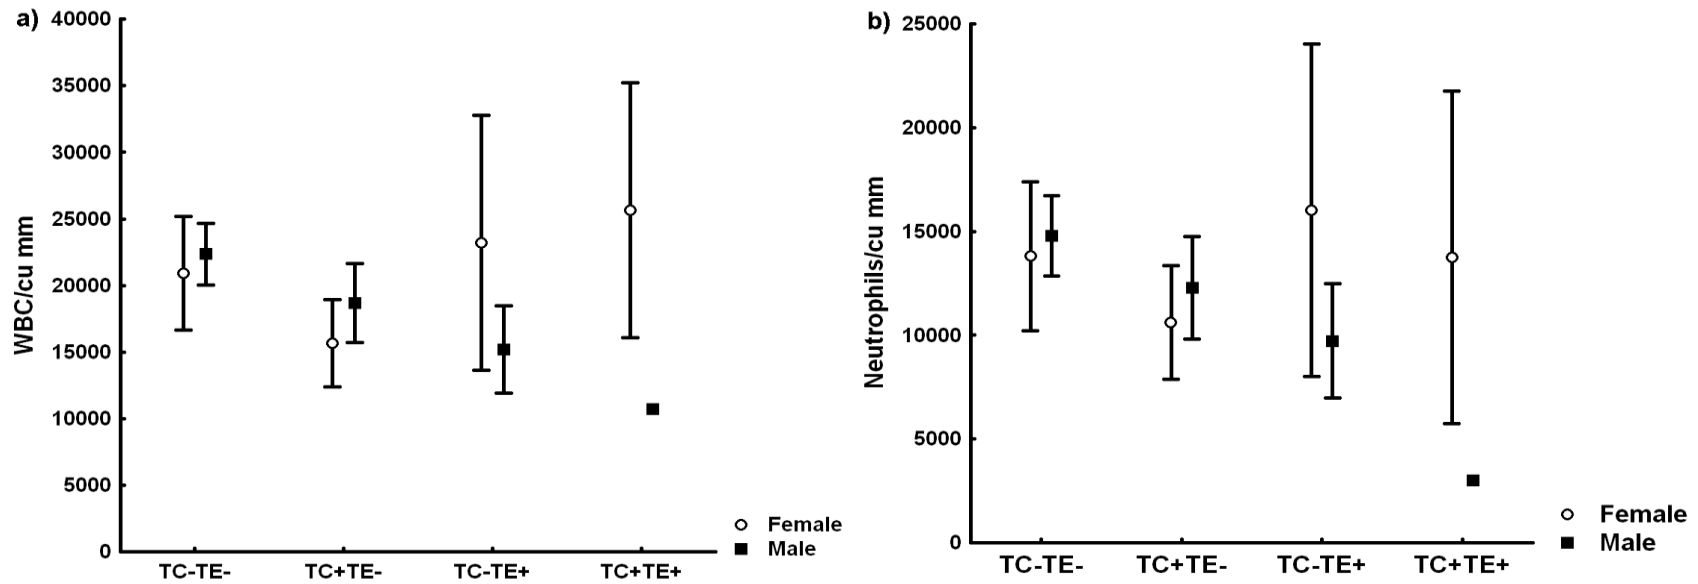 a)
WBC/cu mm
40000
35000
30000
25000
20000
15000
10000
5000
0
TC-TE-
TC+TE-
TC-TE+
TC+TE+
Female
Male
b)
Neutrophils/cu mm
25000
20000
15000
10000
5000
0
TC-TE-
TC+TE-
TC-TE+
TC+TE+
Female
Male